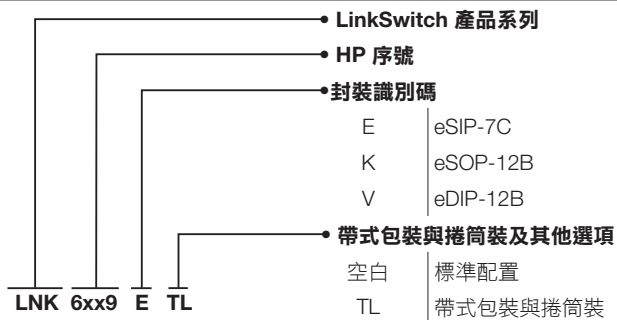 LinkSwitch 產品系列
HP 序號
封裝識別碼
E eSIP-7C
K eSOP-12B
V eDIP-12B
帶式包裝與捲筒裝及其他選項
空白 標準配置
TL 帶式包裝與捲筒裝
LNK 6xx9 E TL